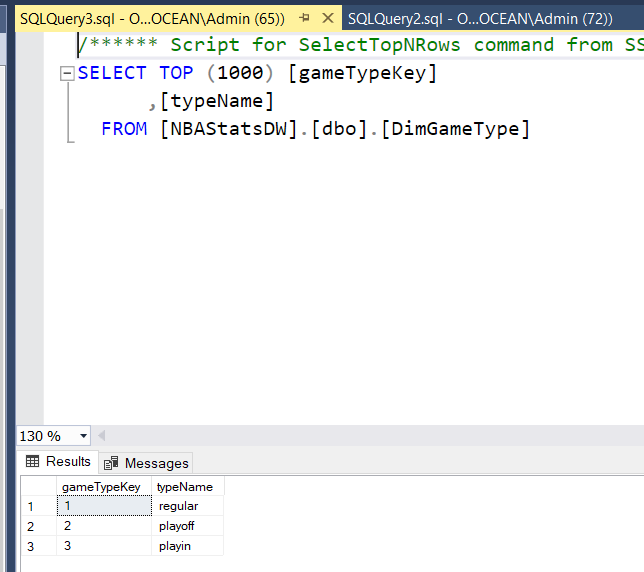 SQLQuery3.sql - O...OCEAN\Admin (65)) SQLQuery2.sql - O...OCEAN\Admin (72))
/****** Script for SelectTopNRows command from SS
SELECT TOP (1000) [gameTypeKey]
,[typeName]
FROM [NBAStatsDW].[dbo].[DimGameType]
130 %
Results Messages
gameTypeKey typeName
1 1 regular
2 2 playoff
3 3 playin